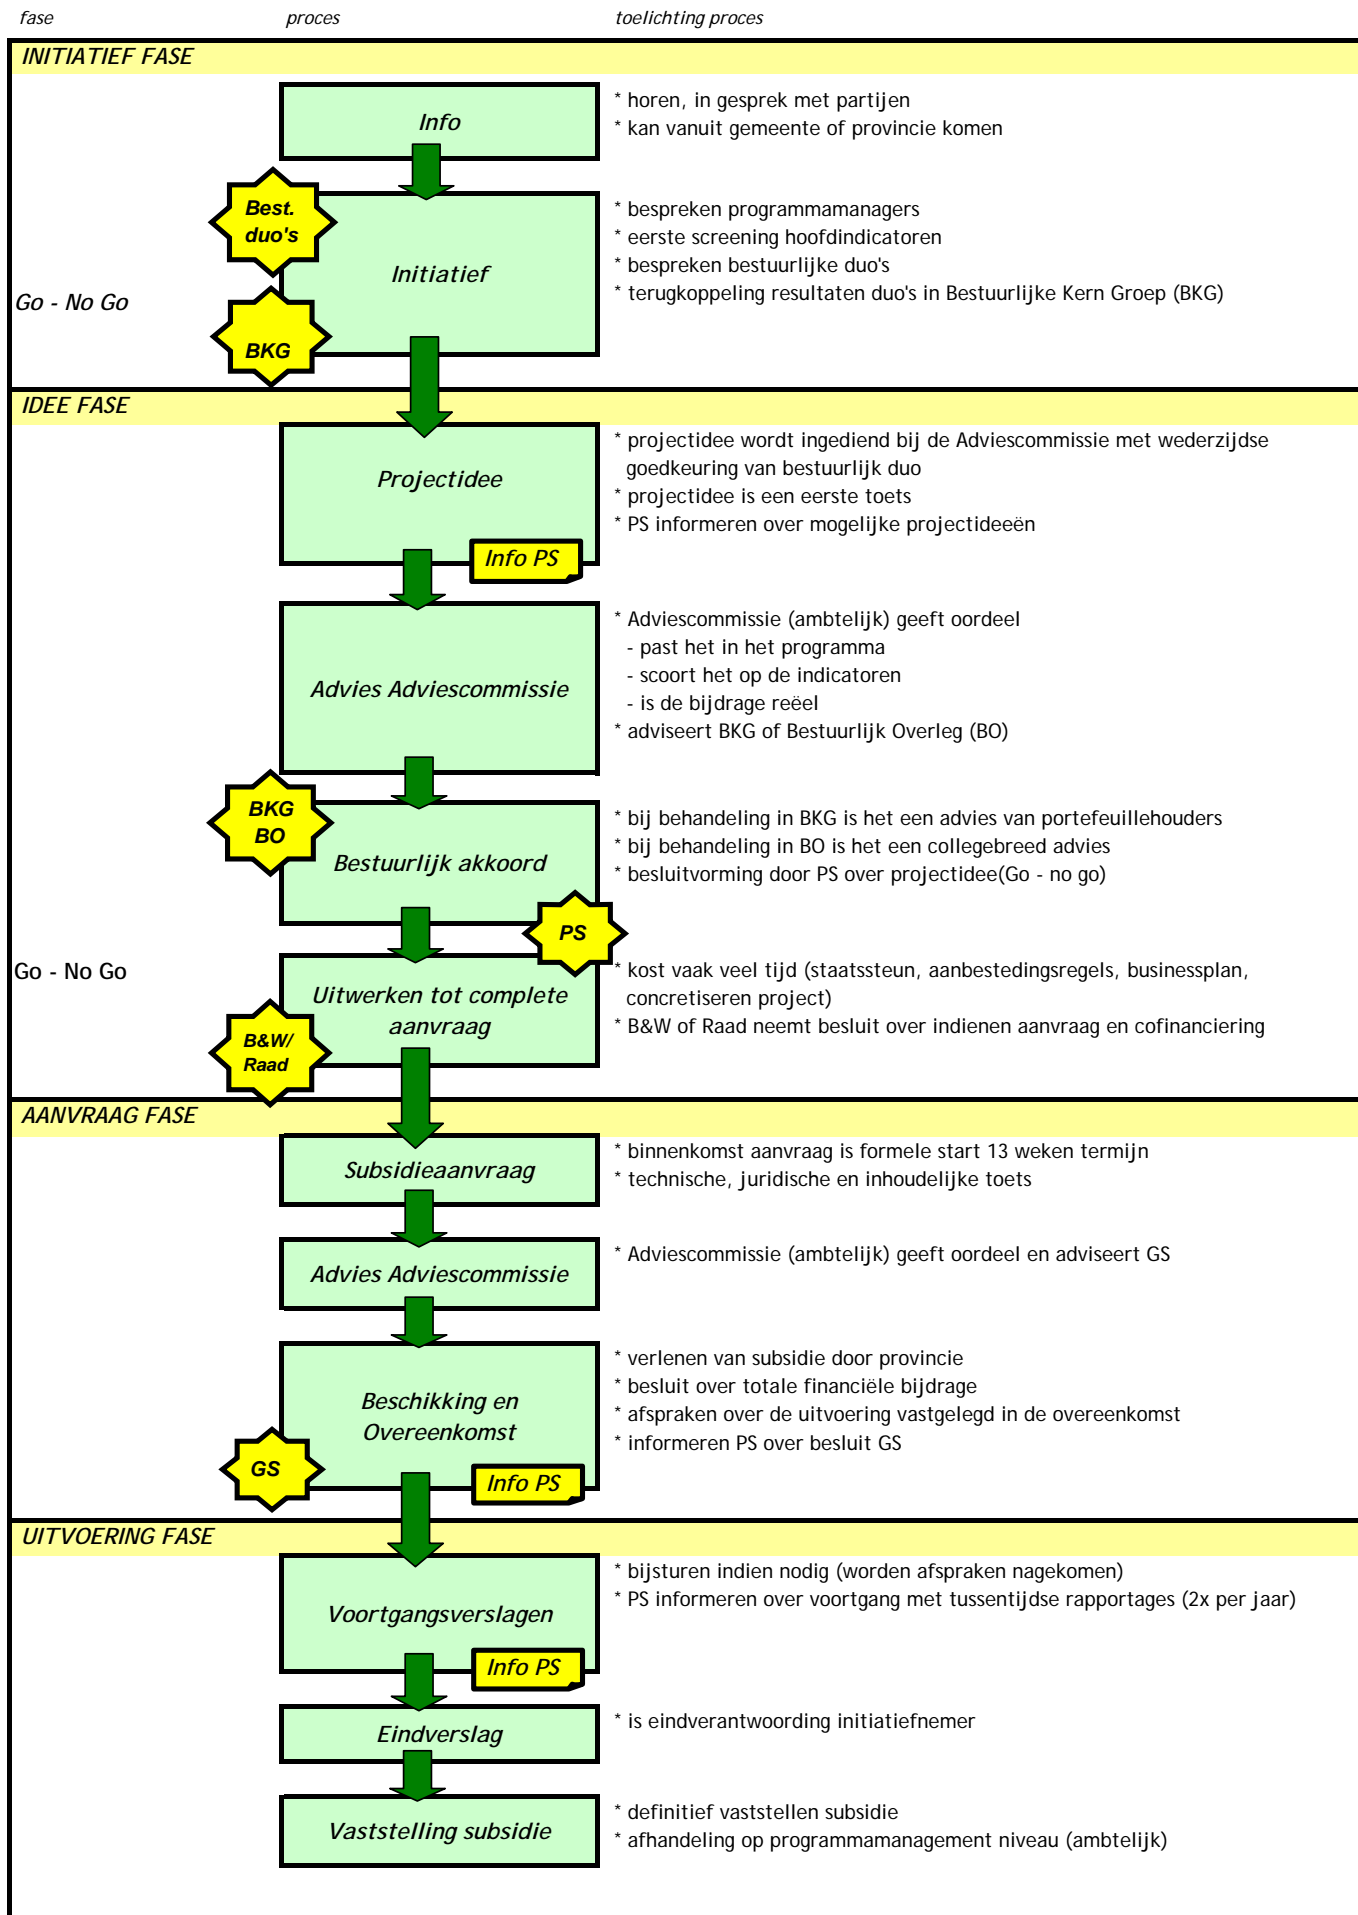 fase proces toelichting proces
INITIATIEF FASE
Info
* horen, in gesprek met partijen
* kan vanuit gemeente of provincie komen
Best.
duo's
Initiatief
* bespreken programmamanagers
* eerste screening hoofdindicatoren
* bespreken bestuurlijke duo's
* terugkoppeling resultaten duo's in Bestuurlijke Kern Groep (BKG)
Go - No Go
BKG
IDEE FASE
Projectidee
* projectidee wordt ingediend bij de Adviescommissie met wederzijdse
goedkeuring van bestuurlijk duo
* projectidee is een eerste toets
* PS informeren over mogelijke projectideeën
Info PS
Advies Adviescommissie
* Adviescommissie (ambtelijk) geeft oordeel
- past het in het programma
- scoort het op de indicatoren
- is de bijdrage reëel
* adviseert BKG of Bestuurlijk Overleg (BO)
BKG
BO
Bestuurlijk akkoord
* bij behandeling in BKG is het een advies van portefeuillehouders
* bij behandeling in BO is het een collegebreed advies
* besluitvorming door PS over projectidee(Go - no go)
PS
Go - No Go
Uitwerken tot complete
aanvraag
* kost vaak veel tijd (staatssteun, aanbestedingsregels, businessplan,
concretiseren project)
* B&W of Raad neemt besluit over indienen aanvraag en cofinanciering
B&W/
Raad
AANVRAAG FASE
Subsidieaanvraag
* binnenkomst aanvraag is formele start 13 weken termijn
* technische, juridische en inhoudelijke toets
Advies Adviescommissie
* Adviescommissie (ambtelijk) geeft oordeel en adviseert GS
Beschikking en
Overeenkomst
* verlenen van subsidie door provincie
* besluit over totale financiële bijdrage
* afspraken over de uitvoering vastgelegd in de overeenkomst
* informeren PS over besluit GS
GS
Info PS
UITVOERING FASE
Voortgangsverslagen
* bijsturen indien nodig (worden afspraken nagekomen)
* PS informeren over voortgang met tussentijdse rapportages (2x per jaar)
Info PS
Eindverslag
* is eindverantwoording initiatiefnemer
Vaststelling subsidie
* definitief vaststellen subsidie
* afhandeling op programmamanagement niveau (ambtelijk)